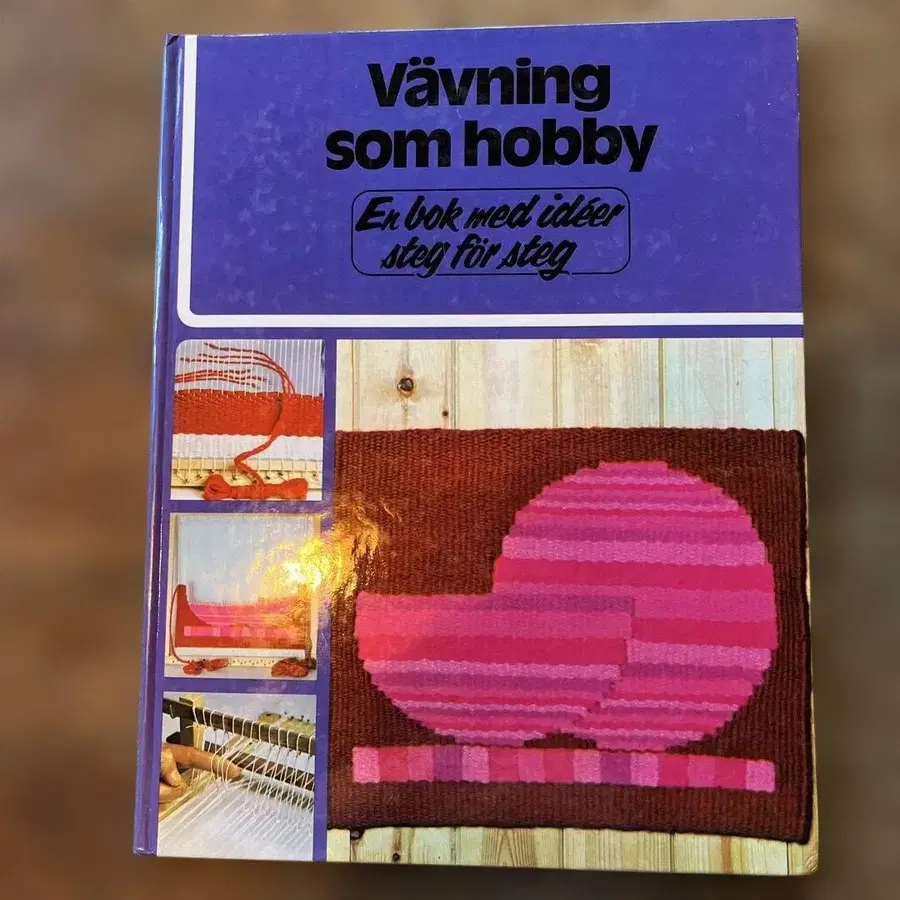 Vävning
som hobby
En bok med idéer
steg för steg